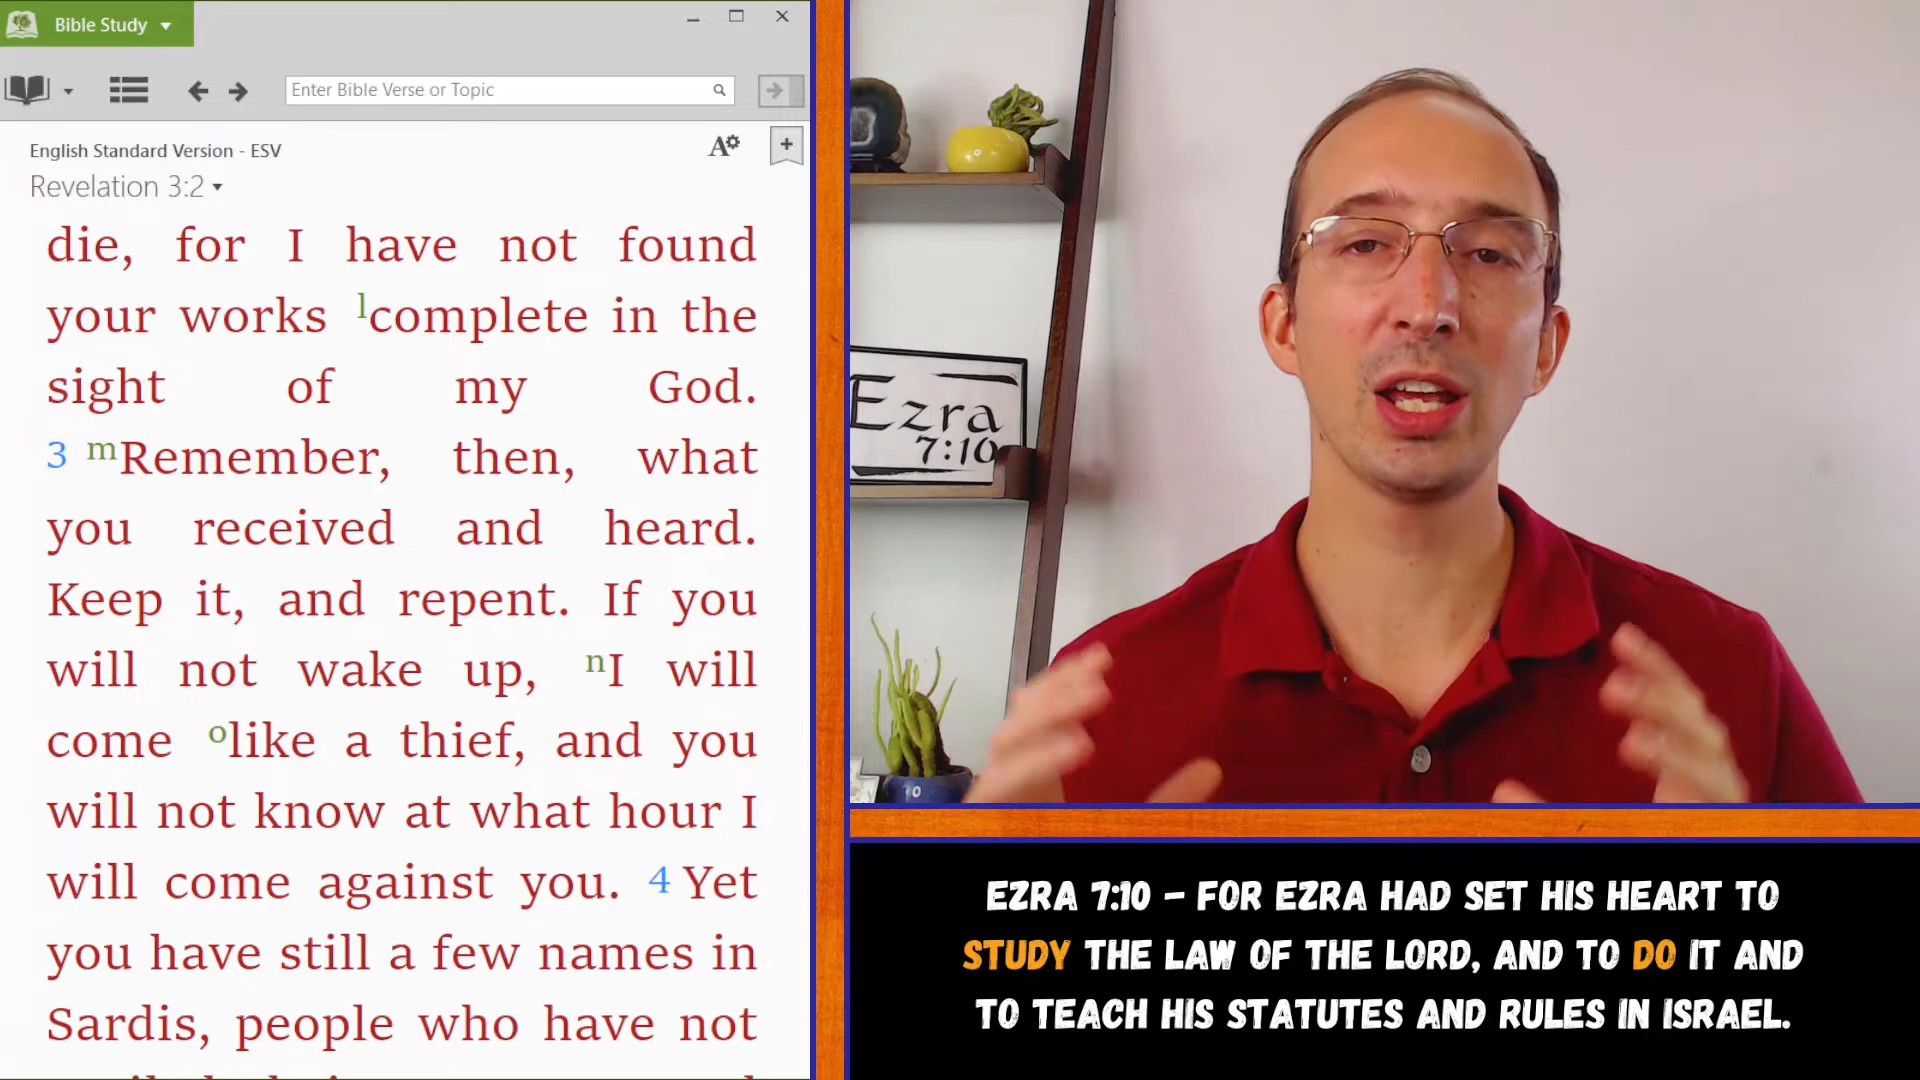 Bible Study
Enter Bible Verse or Topic
English Standard Version - ESV
Revelation 3:2
die, for I have not found
your works lcomplete in the
sight of my God.
3 mRemember, then, what
you received and heard.
Keep it, and repent. If you
will not wake up, nI will
come olike a thief, and you
will not know at what hour I
will come against you. 4 Yet
you have still a few names in
Sardis, people who have not
Ezra
7:10
EZRA 7:10 – FOR EZRA HAD SET HIS HEART TO
STUDY THE LAW OF THE LORD, AND TO DO IT AND
TO TEACH HIS STATUTES AND RULES IN ISRAEL.